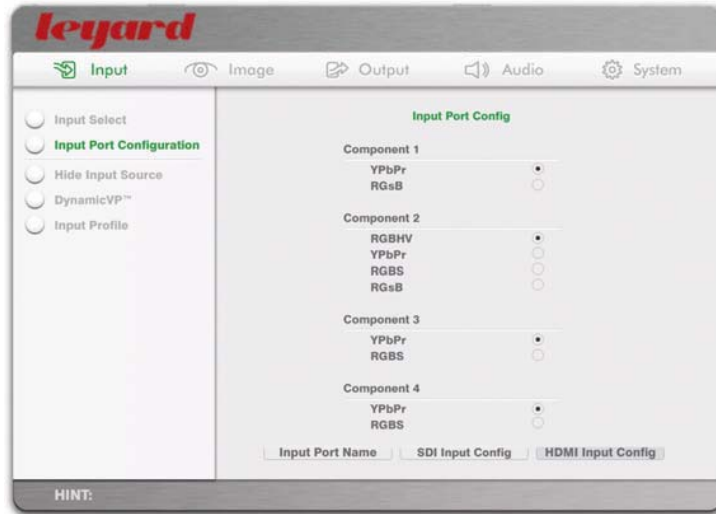 leyard
Input Image Output Audio System
Input Select
Input Port Configuration
Hide Input Source
DynamicVP™
Input Profile
Input Port Config
Component 1
YPbPr
RGsB
Component 2
RGBHV
YPbPr
RGBS
RGsB
Component 3
YPbPr
RGBS
Component 4
YPbPr
RGBS
Input Port Name SDI Input Config HDMI Input Config
HINT: